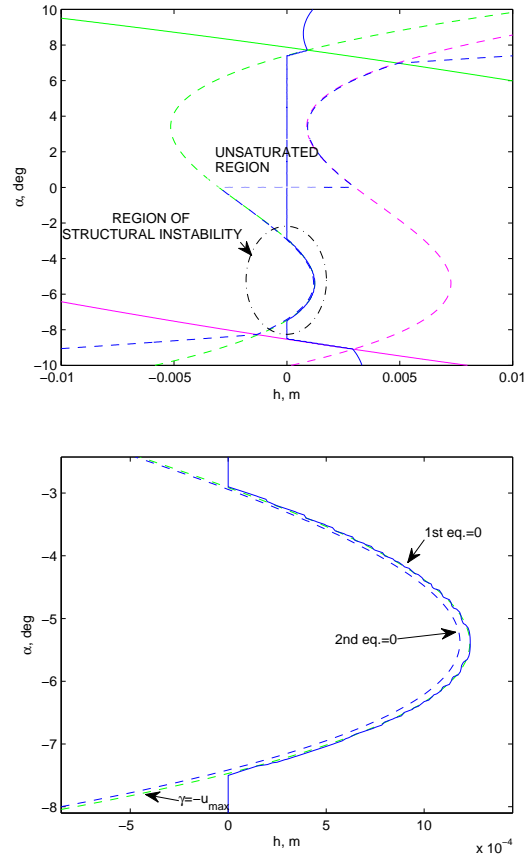 10
8
6
4
2
0
−2
−4
−6
−8
−10
α, deg
UNSATURATED
REGION
REGION OF
STRUCTURAL INSTABILITY
−0.01
−0.005
0
0.005
0.01
h, m
−3
−4
−5
−6
−7
−8
α, deg
1st eq.=0
2nd eq.=0
γ=−u_max
−5
0
5
10
x 10⁻⁴
h, m